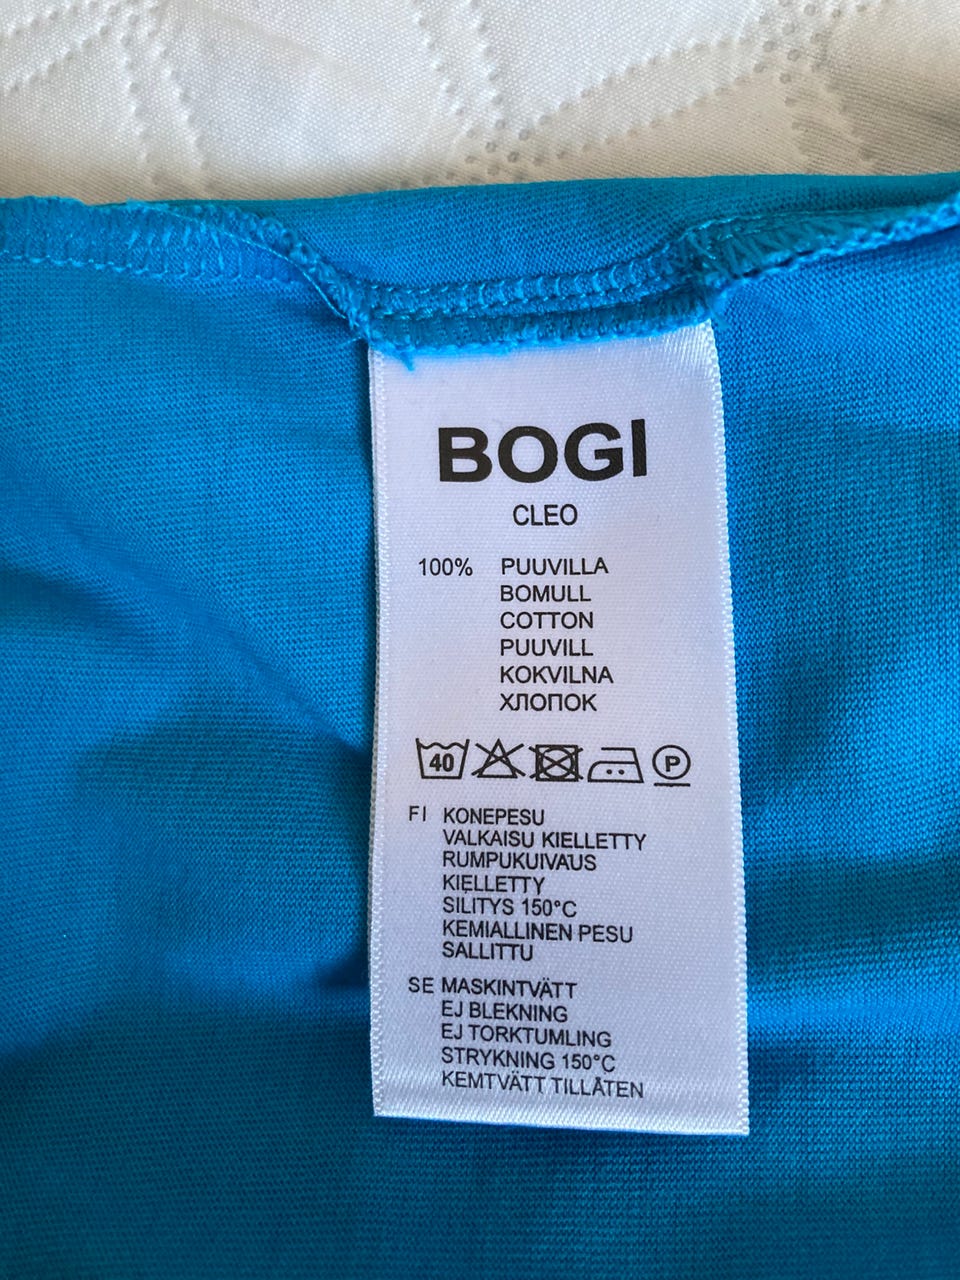 BOGI
CLEO
100% PUUVILLA
BOMULL
COTTON
PUUVILL
KOKVILNA
ХЛОПОК
40 P
FI KONEPESU
VALKAISU KIELLETTY
RUMPUKUIVAUS
KIELLETTY
SILITYS 150°C
KEMIALLINEN PESU
SALLITTU
SE MASKINTVÄTT
EJ BLEKNING
EJ TORKTUMLING
STRYKNING 150°C
KEMTVÄTT TILLÅTEN